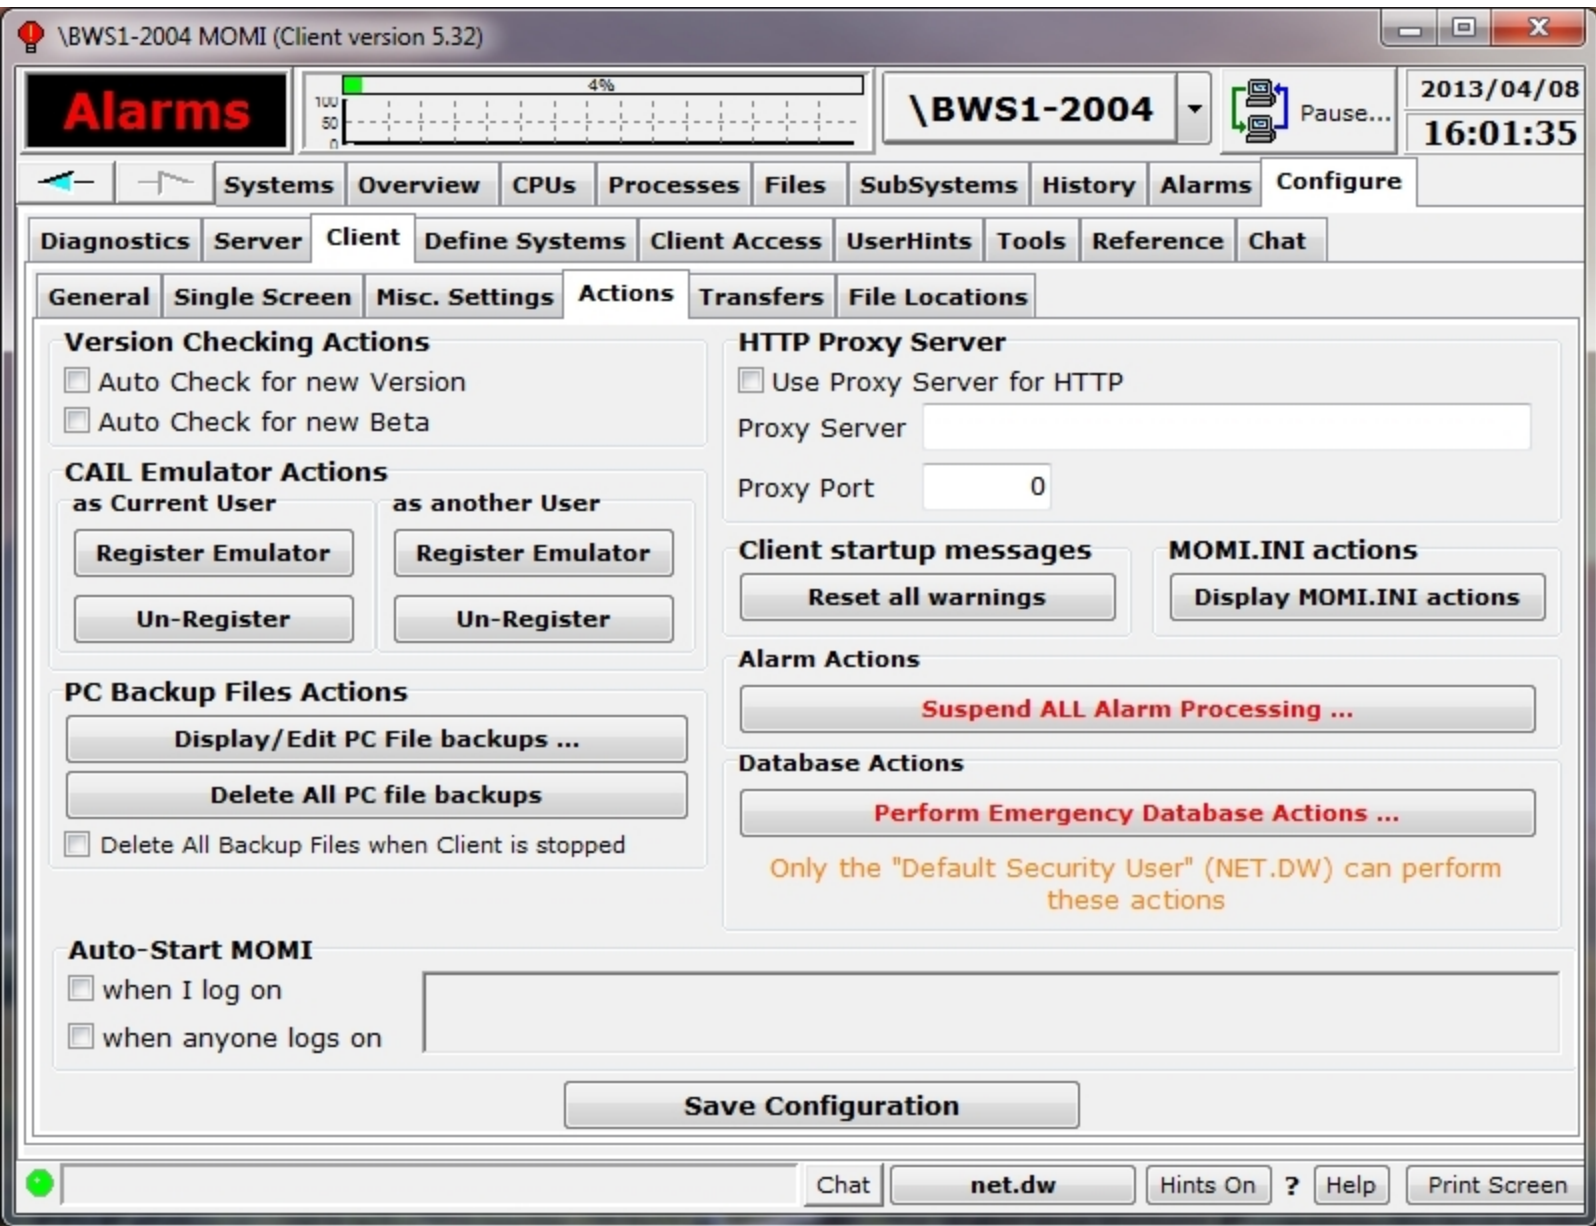 \BWS1-2004 MOMI (Client version 5.32)
Alarms
4%
100
50
0
\BWS1-2004
Pause...
2013/04/08
16:01:35
Systems Overview CPUs Processes Files SubSystems History Alarms Configure
Diagnostics Server Client Define Systems Client Access UserHints Tools Reference Chat
General Single Screen Misc. Settings Actions Transfers File Locations
Version Checking Actions
Auto Check for new Version
Auto Check for new Beta
CAIL Emulator Actions
as Current User
Register Emulator
Un-Register
as another User
Register Emulator
Un-Register
PC Backup Files Actions
Display/Edit PC File backups ...
Delete All PC file backups
Delete All Backup Files when Client is stopped
HTTP Proxy Server
Use Proxy Server for HTTP
Proxy Server
Proxy Port 0
Client startup messages
Reset all warnings
MOMI.INI actions
Display MOMI.INI actions
Alarm Actions
Suspend ALL Alarm Processing ...
Database Actions
Perform Emergency Database Actions ...
Only the "Default Security User" (NET.DW) can perform
these actions
Auto-Start MOMI
when I log on
when anyone logs on
Save Configuration
Chat net.dw Hints On ? Help Print Screen